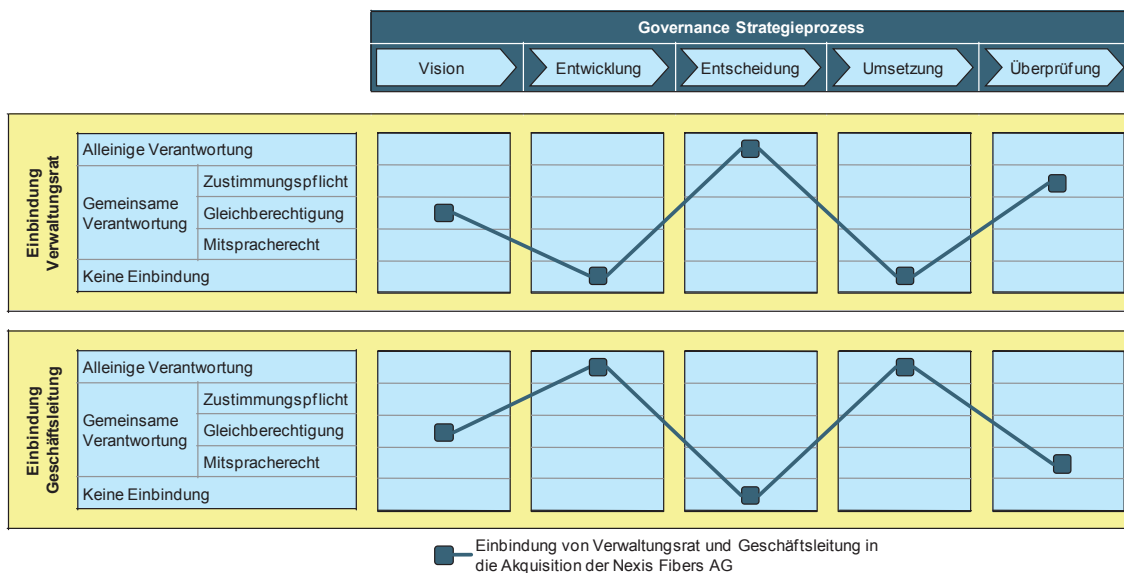 Governance Strategieprozess
Vision
Entwicklung
Entscheidung
Umsetzung
Überprüfung
Einbindung
Verwaltungsrat
Alleinige Verantwortung
Gemeinsame
Verantwortung
Zustimmungspflicht
Gleichberechtigung
Mitspracherecht
Keine Einbindung
Einbindung
Geschäftsleitung
Alleinige Verantwortung
Gemeinsame
Verantwortung
Zustimmungspflicht
Gleichberechtigung
Mitspracherecht
Keine Einbindung
Einbindung von Verwaltungsrat und Geschäftsleitung in
die Akquisition der Nexis Fibers AG